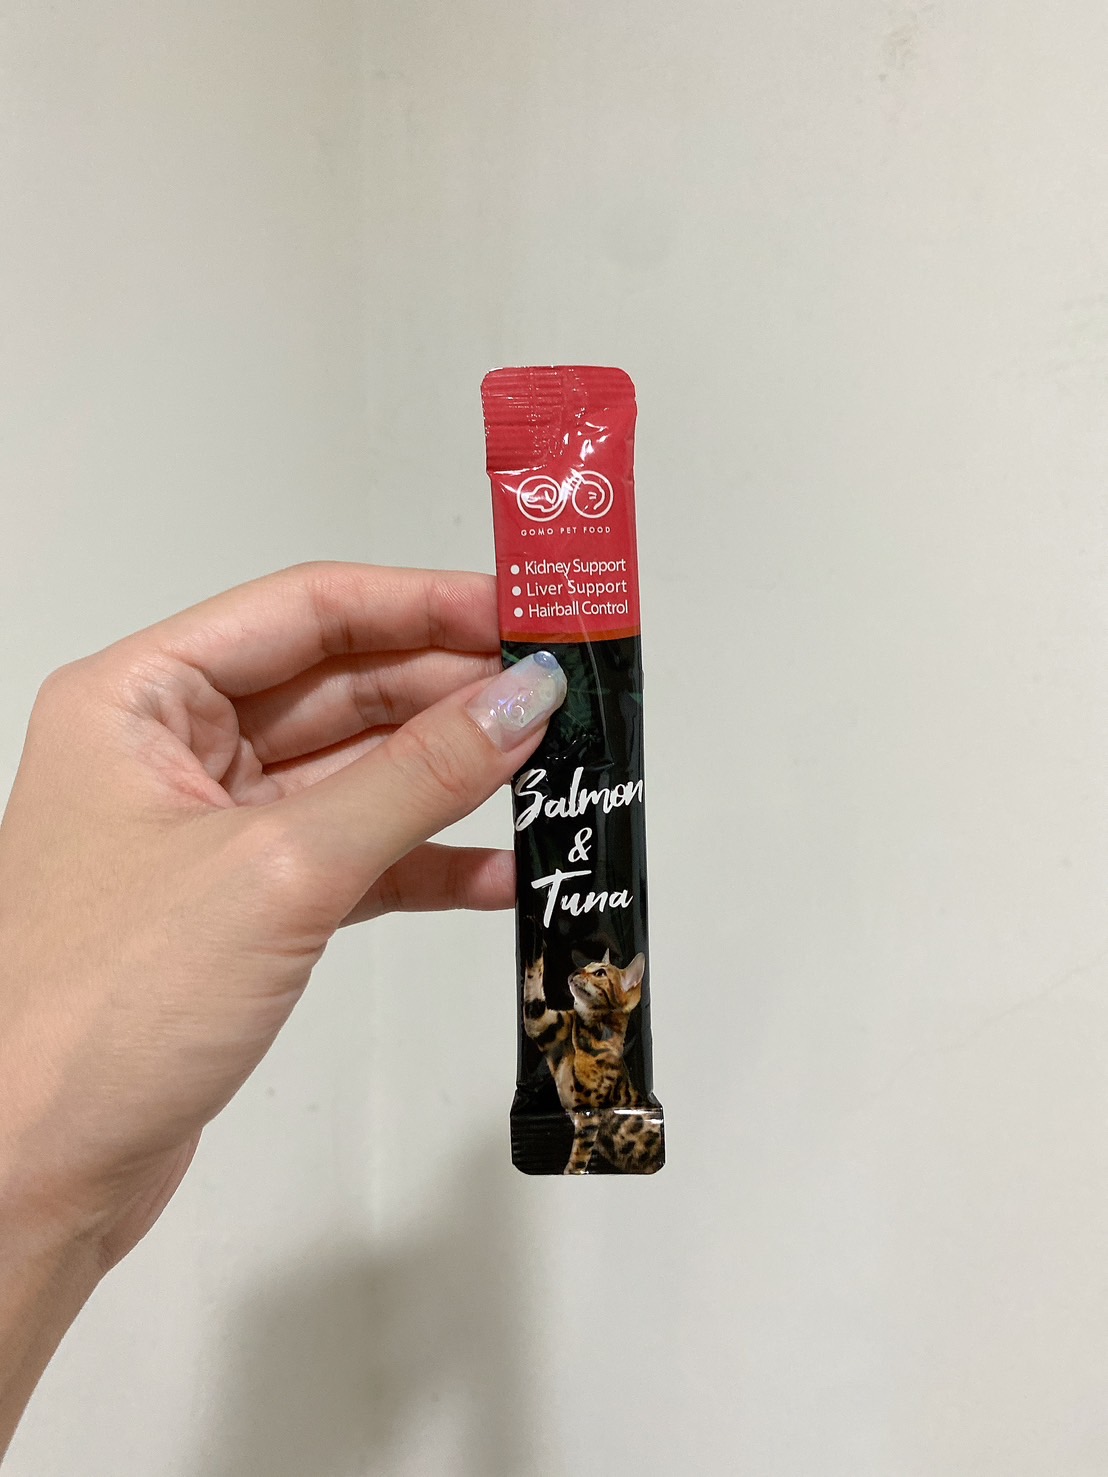 GOMO PET FOOD
● Kidney Support
● Liver Support
● Hairball Control
Salmon
&
Tuna